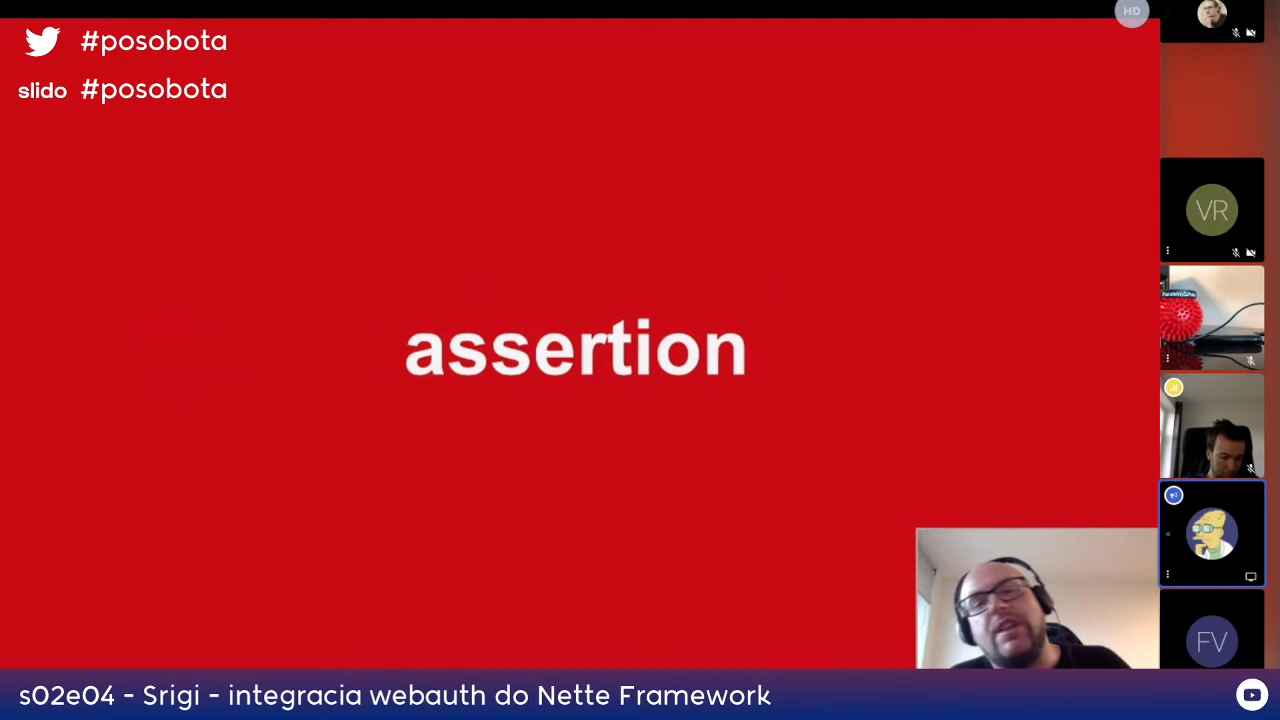 HD
#posobota
slido #posobota
VR
assertion
FV
s02e04 - Srigi - integracia webauth do Nette Framework